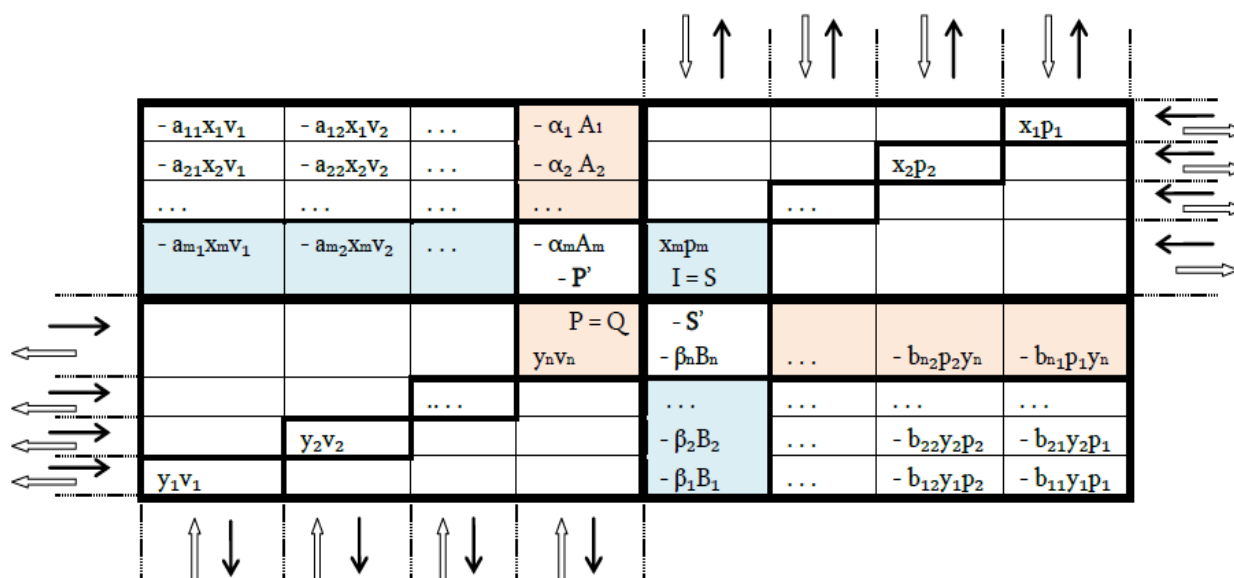 - a₁₁x₁v₁ - a₁₂x₁v₂ . . . - α₁ A₁ x₁p₁
- a₂₁x₂v₁ - a₂₂x₂v₂ . . . - α₂ A₂ x₂p₂
. . . . . . . . . . . . . . .
- aₘ₁xₘv₁ - aₘ₂xₘv₂ . . . - αₘAₘ xₘpₘ
- P' I = S
P = Q - S'
yₙvₙ - βₙBₙ . . . - bₙ₂p₂yₙ - bₙ₁p₁yₙ
.. . . . . . . . . . . . . . .
y₂v₂ - β₂B₂ . . . - b₂₂y₂p₂ - b₂₁y₂p₁
y₁v₁ - β₁B₁ . . . - b₁₂y₁p₂ - b₁₁y₁p₁